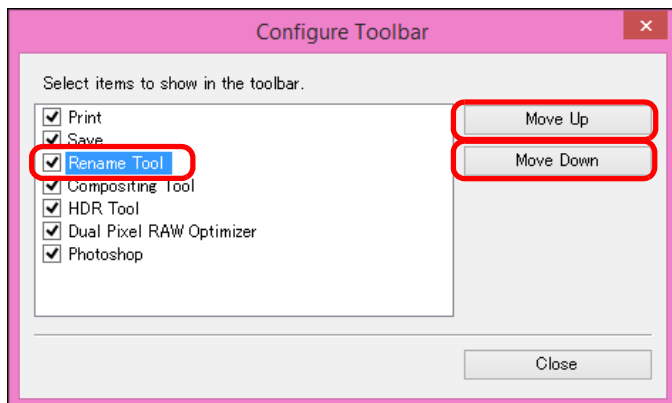 Configure Toolbar
Select items to show in the toolbar.
Print
Save
Rename Tool
Compositing Tool
HDR Tool
Dual Pixel RAW Optimizer
Photoshop
Move Up
Move Down
Close